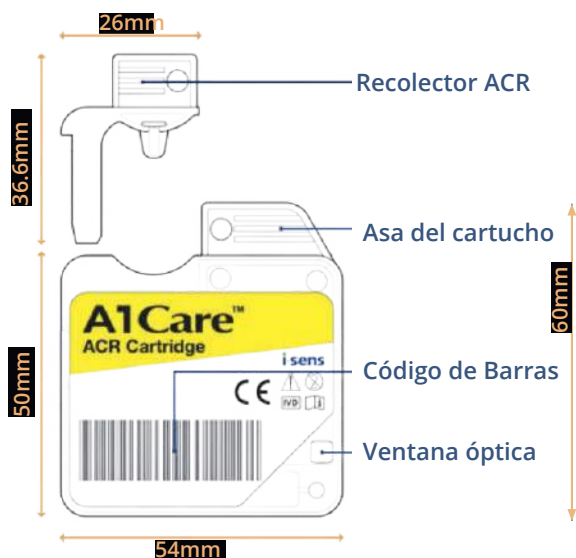 26mm
Recolector ACR
36.6mm
Asa del cartucho
60mm
A1Care™
ACR Cartridge
i·sens
CE
IVD
i
50mm
Código de Barras
Ventana óptica
54mm